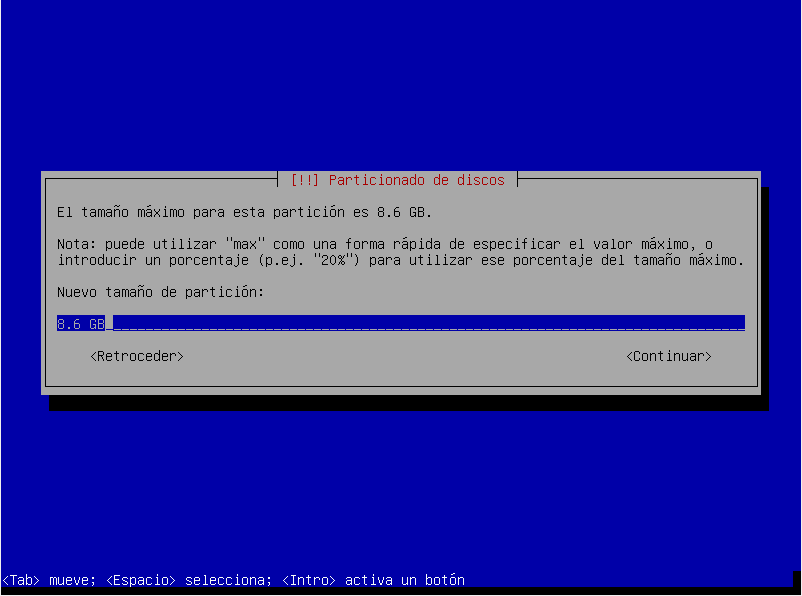 [!!] Particionado de discos
El tamaño máximo para esta partición es 8.6 GB.
Nota: puede utilizar "max" como una forma rápida de especificar el valor máximo, o
introducir un porcentaje (p.ej. "20%") para utilizar ese porcentaje del tamaño máximo.
Nuevo tamaño de partición:
8.6 GB
<Retroceder> <Continuar>
<Tab> mueve; <Espacio> selecciona; <Intro> activa un botón